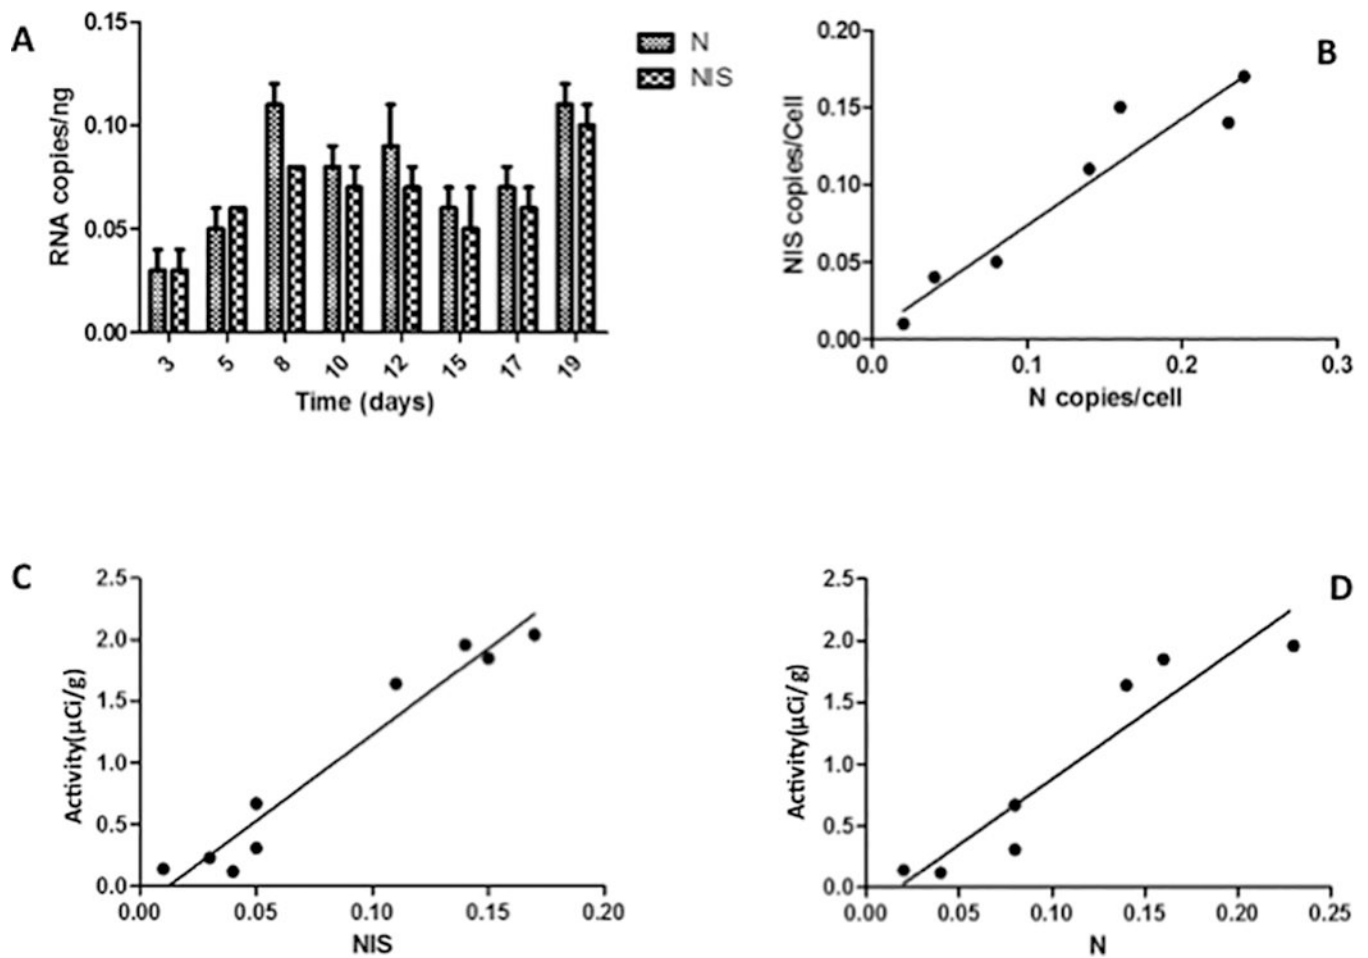 A
0.15
0.10
0.05
0.00
RNA copies/ng
3 5 8 10 12 15 17 19
Time (days)
N
NIS
B
0.20
0.15
0.10
0.05
0.00
NIS copies/Cell
0.0 0.1 0.2 0.3
N copies/cell
C
2.5
2.0
1.5
1.0
0.5
0.0
Activity(μCi/g)
0.00 0.05 0.10 0.15 0.20
NIS
D
2.5
2.0
1.5
1.0
0.5
0.0
Activity(μCi/g)
0.00 0.05 0.10 0.15 0.20 0.25
N